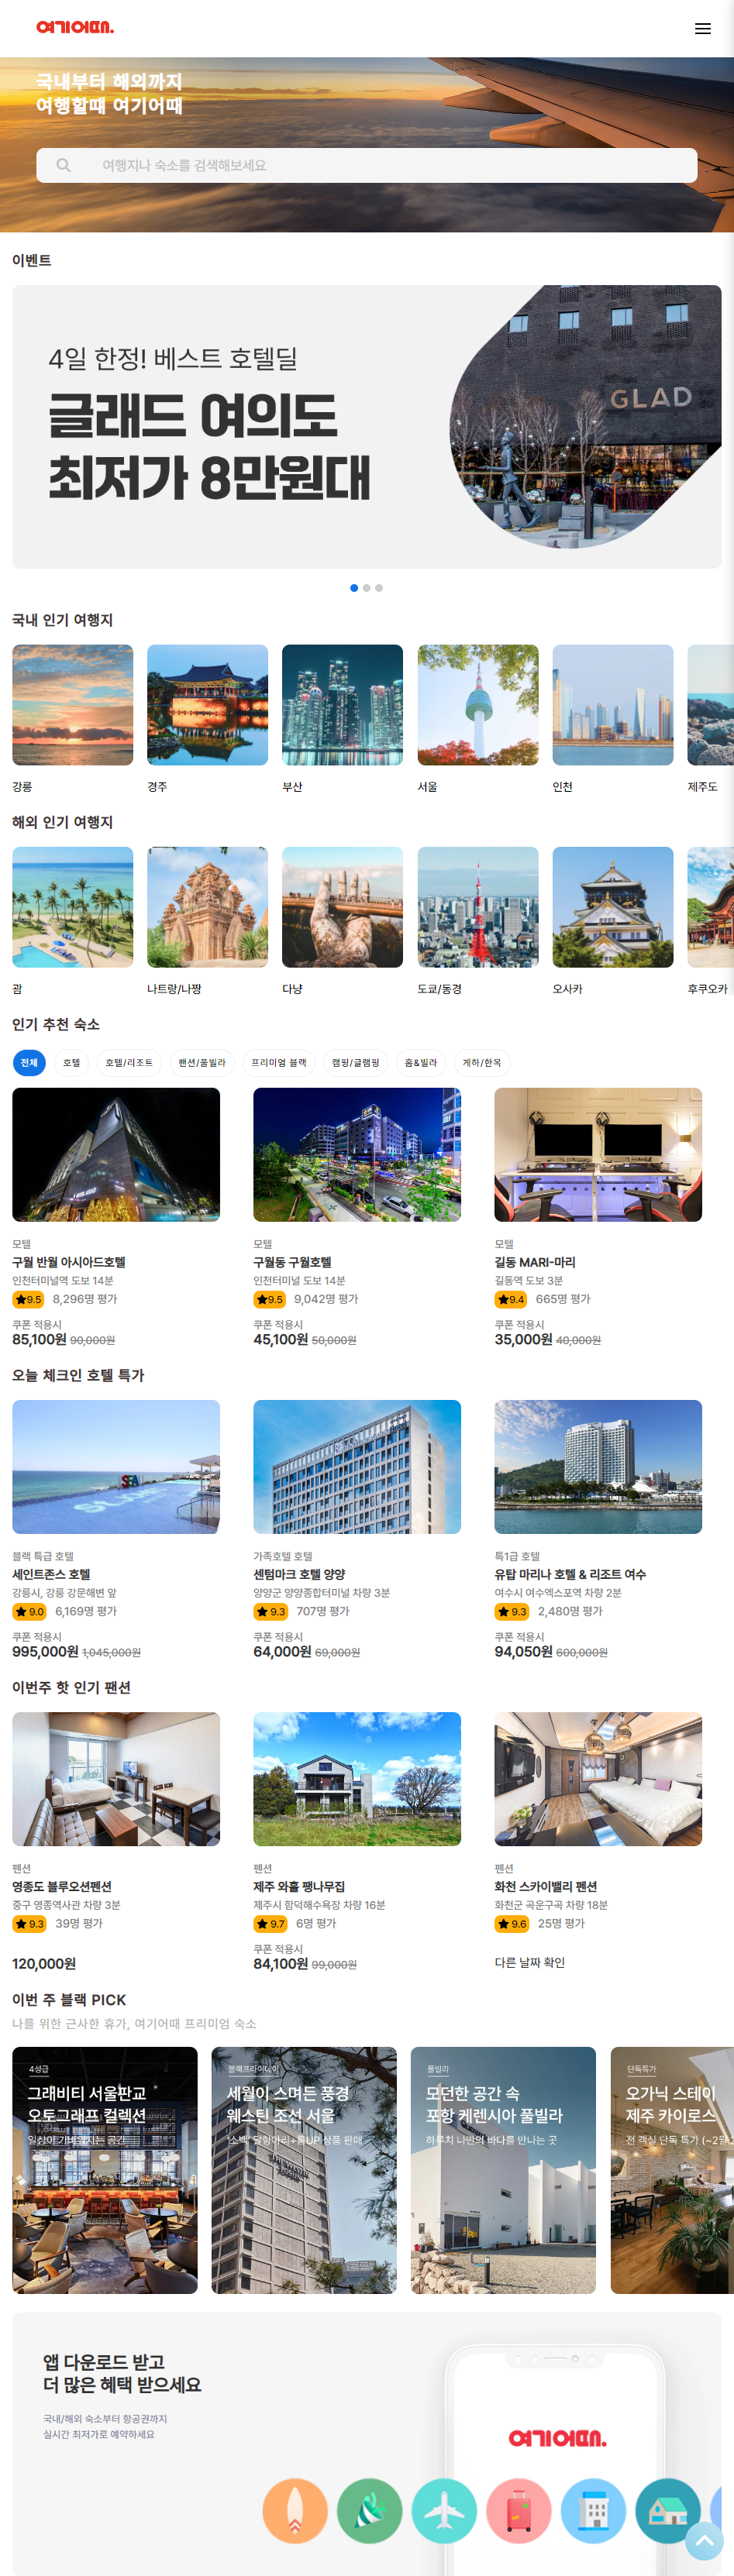 여기어때.
국내부터 해외까지
여행할떄 여기어때
여행지나 숙소를 검색해보세요
이벤트
4일 한정! 베스트 호텔딜
글래드 여의도
최저가 8만원대
GLAD
국내 인기 여행지
강릉 경주 부산 서울 인천 제주도
해외 인기 여행지
괌 나트랑/나짱 다낭 도쿄/동경 오사카 후쿠오카
인기 추천 숙소
전체 호텔 호텔/리조트 팬션/풀빌라 프리미엄 블랙 캠핑/글램핑 홈&빌라 게하/한옥
모텔 모텔 모텔
구월 반월 아시아드호텔 구월동 구월호텔 길동 MARI-마리
인천터미널역 도보 14분 인천터미널 도보 14분 길동역 도보 3분
9.5 8,296명 평가 9.5 9,042명 평가 9.4 665명 평가
쿠폰 적용시 쿠폰 적용시 쿠폰 적용시
85,100원 90,000원 45,100원 50,000원 35,000원 40,000원
오늘 체크인 호텔 특가
SEA
블랙 특급 호텔 가족호텔 호텔 특1급 호텔
세인트존스 호텔 센텀마크 호텔 양양 유탑 마리나 호텔 & 리조트 여수
강릉시, 강릉 강문해변 앞 양양군 양양종합터미널 차량 3분 여수시 여수엑스포역 차량 2분
9.0 6,169명 평가 9.3 707명 평가 9.3 2,480명 평가
쿠폰 적용시 쿠폰 적용시 쿠폰 적용시
995,000원 1,045,000원 64,000원 69,000원 94,050원 600,000원
이번주 핫 인기 팬션
펜션 펜션 펜션
영종도 블루오션펜션 제주 와흘 팽나무집 화천 스카이밸리 펜션
중구 영종역사관 차량 3분 제주시 함덕해수욕장 차량 16분 화천군 곡운구곡 차량 18분
9.3 39명 평가 9.7 6명 평가 9.6 25명 평가
쿠폰 적용시
120,000원 84,100원 99,000원 다른 날짜 확인
이번 주 블랙 PICK
나를 위한 근사한 휴가, 여기어때 프리미엄 숙소
4성급
그래비티 서울판교
오토그래프 컬렉션
일상이 가벼워지는 공간
블랙프라이데이
세월이 스며든 풍경
웨스틴 조선 서울
달항아리+룸UP 상품 판매
풀빌라
모던한 공간 속
포항 케렌시아 풀빌라
하루치 나만의 바다를 만나는 곳
단독특가
오가닉 스테이
제주 카이로스
전 객실 단독 특가
앱 다운로드 받고
더 많은 혜택 받으세요
국내/해외 숙소부터 항공권까지
실시간 최저가로 예약하세요
여기어때.